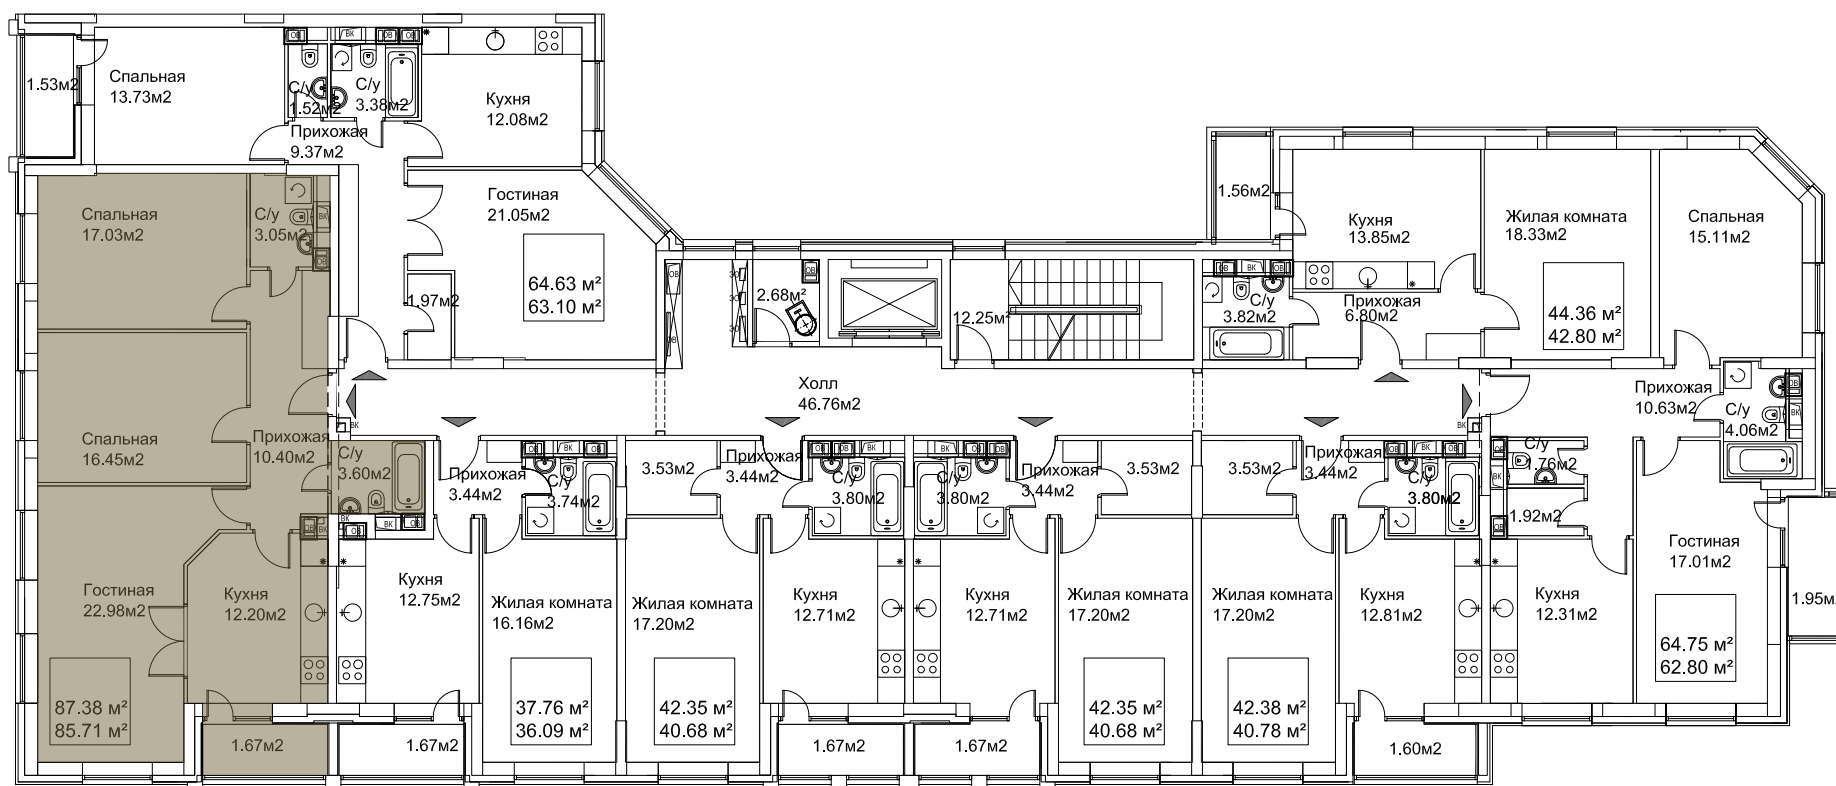 1.53м2
Спальная
13.73м2
С/у
1.52м2
С/у
3.38м2
Кухня
12.08м2
Прихожая
9.37м2
Гостиная
21.05м2
64.63 м²
63.10 м²
1.97м2
Спальная
17.03м2
С/у
3.05м2
Спальная
16.45м2
Прихожая
10.40м2
С/у
3.60м2
Гостиная
22.98м2
Кухня
12.20м2
87.38 м²
85.71 м²
1.67м2
2.68м²
12.25м²
Холл
46.76м2
1.56м2
Кухня
13.85м2
Жилая комната
18.33м2
Спальная
15.11м2
С/у
3.82м2
Прихожая
6.80м2
44.36 м²
42.80 м²
Прихожая
10.63м2
С/у
4.06м2
С/у
1.76м2
1.92м2
Гостиная
17.01м2
Кухня
12.31м2
64.75 м²
62.80 м²
1.95м
Прихожая
3.44м2
С/у
3.74м2
Кухня
12.75м2
Жилая комната
16.16м2
37.76 м²
36.09 м²
1.67м2
3.53м2
Прихожая
3.44м2
С/у
3.80м2
Жилая комната
17.20м2
Кухня
12.71м2
42.35 м²
40.68 м²
1.67м2
С/у
3.80м2
Прихожая
3.44м2
3.53м2
Кухня
12.71м2
Жилая комната
17.20м2
42.35 м²
40.68 м²
1.67м2
3.53м2
Прихожая
3.44м2
С/у
3.80м2
Жилая комната
17.20м2
Кухня
12.81м2
42.38 м²
40.78 м²
1.60м2